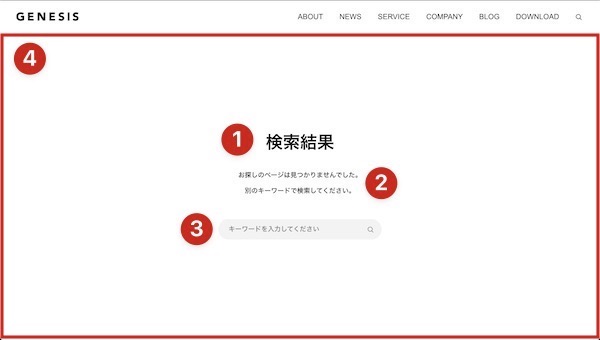 GENESIS ABOUT NEWS SERVICE COMPANY BLOG DOWNLOAD
4
1 検索結果
お探しのページは見つかりませんでした。
2
別のキーワードで検索してください。
3 キーワードを入力してください